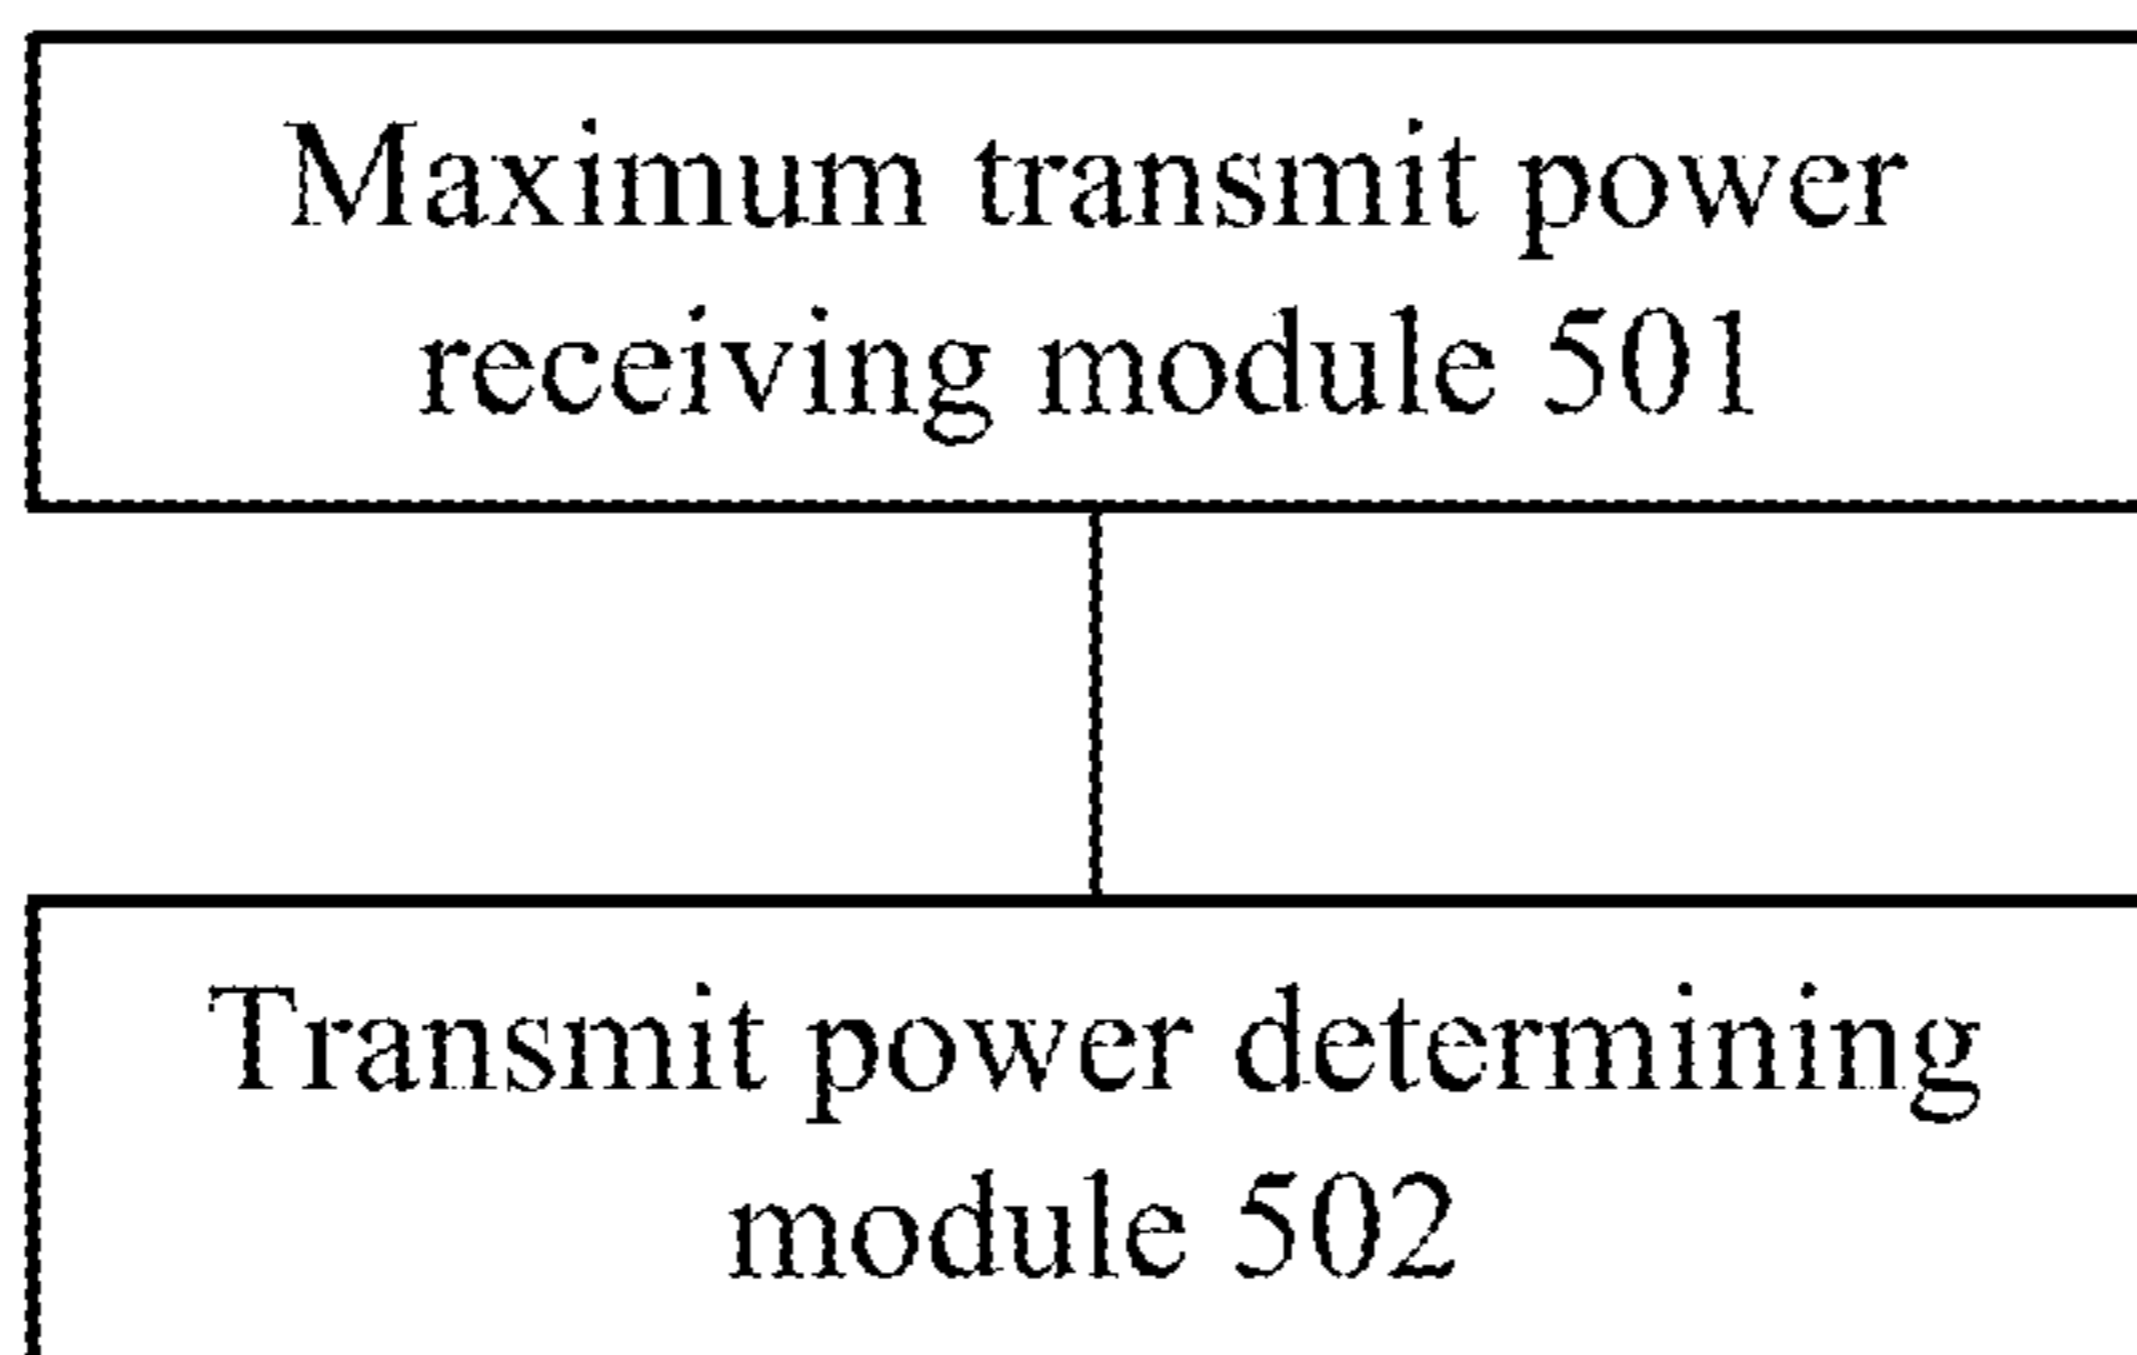 Maximum transmit power
receiving module 501
Transmit power determining
module 502